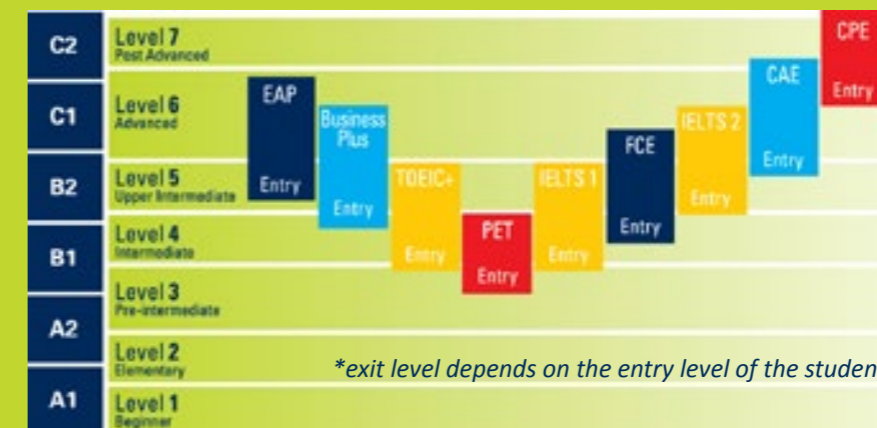 C2
Level 7
Post Advanced
CPE
Entry
C1
Level 6
Advanced
EAP
Entry
Business
Plus
Entry
IELTS 2
Entry
CAE
Entry
B2
Level 5
Upper Intermediate
TOEIC+
Entry
IELTS 1
Entry
FCE
Entry
B1
Level 4
Intermediate
PET
Entry
Level 3
Pre-intermediate
A2
Level 2
Elementary
*exit level depends on the entry level of the studen
A1
Level 1
Beginner